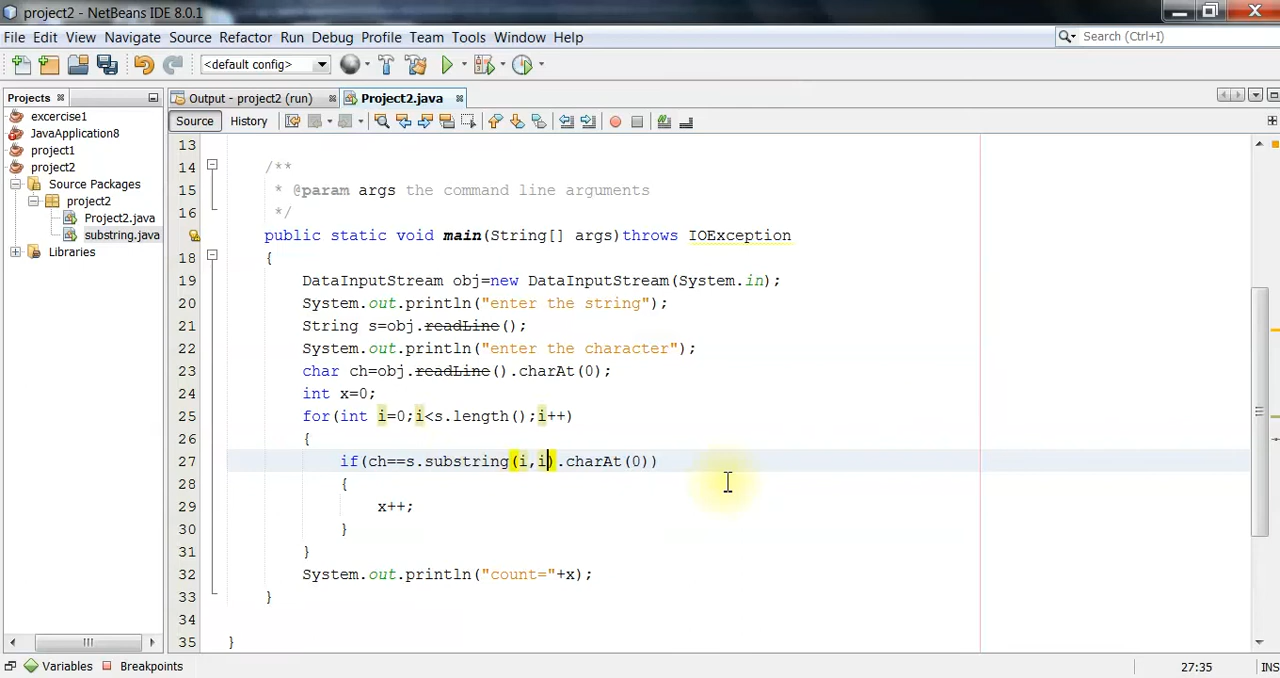 project2 - NetBeans IDE 8.0.1
File Edit View Navigate Source Refactor Run Debug Profile Team Tools Window Help
Search (Ctrl+I)
<default config>
Projects
Output - project2 (run)
Project2.java
Source History
excercise1
JavaApplication8
project1
project2
Source Packages
project2
Project2.java
substring.java
Libraries
13
14 /**
15 * @param args the command line arguments
16 */
public static void main(String[] args)throws IOException
18 {
19 DataInputStream obj=new DataInputStream(System.in);
20 System.out.println("enter the string");
21 String s=obj.readLine();
22 System.out.println("enter the character");
23 char ch=obj.readLine().charAt(0);
24 int x=0;
25 for(int i=0;i<s.length();i++)
26 {
27 if(ch==s.substring(i,i).charAt(0))
28 {
29 x++;
30 }
31 }
32 System.out.println("count="+x);
33 }
34
35 }
Variables Breakpoints
27:35 INS